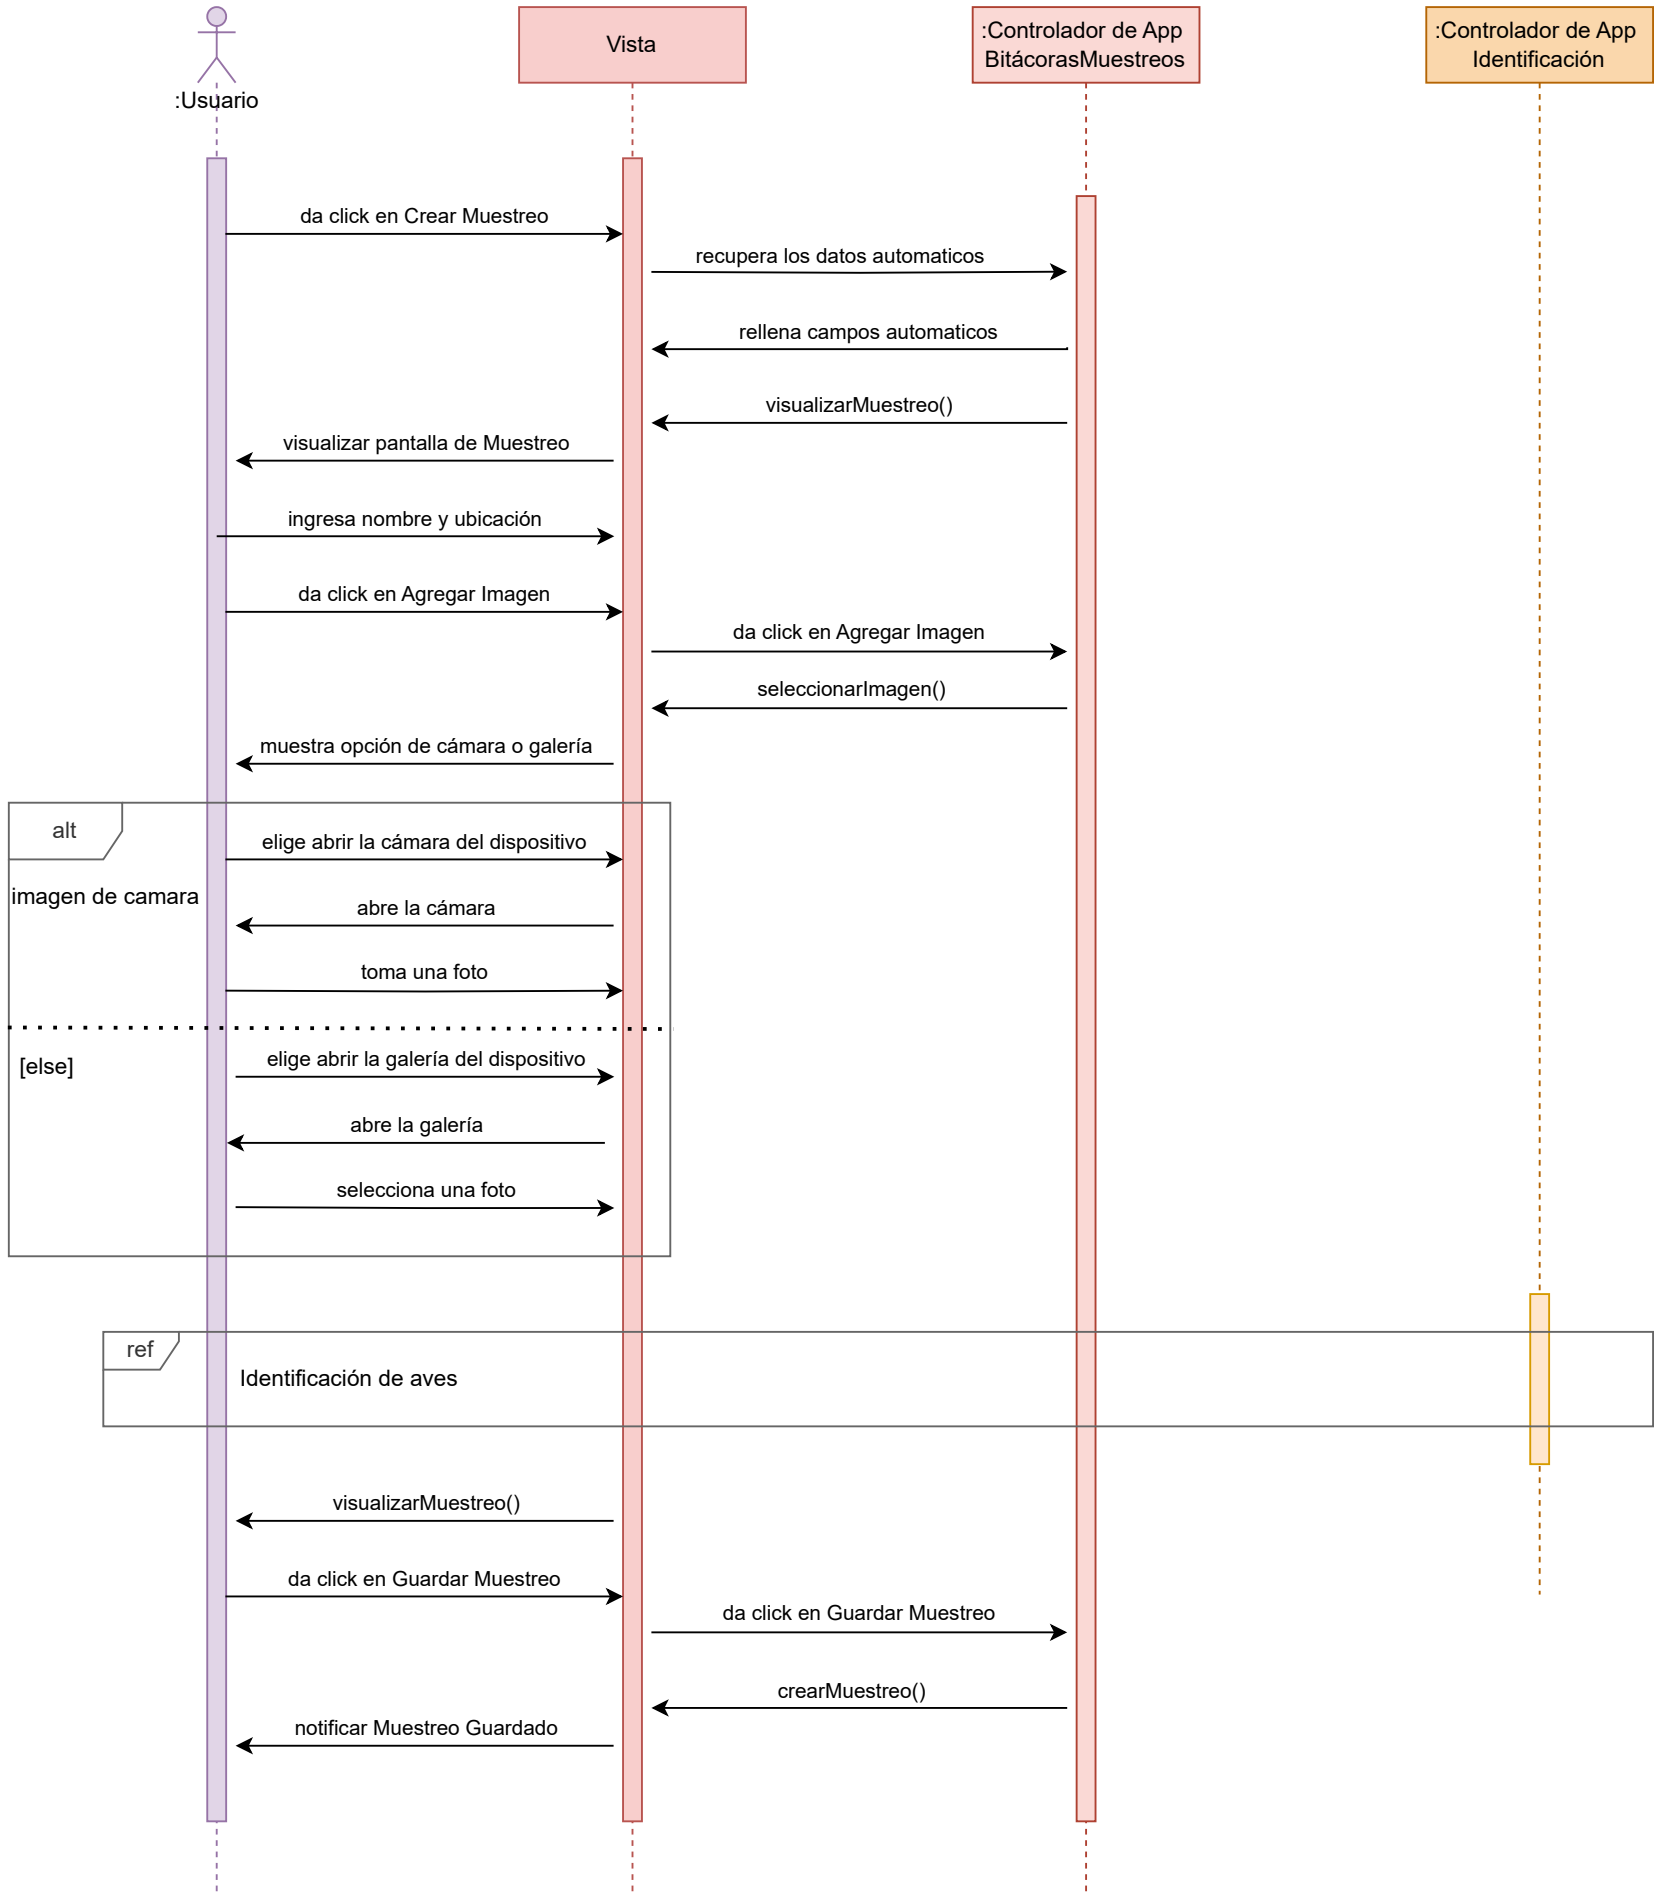 :Usuario
Vista
:Controlador de App
BitácorasMuestreos
:Controlador de App
Identificación
da click en Crear Muestreo
recupera los datos automaticos
rellena campos automaticos
visualizarMuestreo()
visualizar pantalla de Muestreo
ingresa nombre y ubicación
da click en Agregar Imagen
da click en Agregar Imagen
seleccionarImagen()
muestra opción de cámara o galería
alt
elige abrir la cámara del dispositivo
imagen de camara
abre la cámara
toma una foto
[else]
elige abrir la galería del dispositivo
abre la galería
selecciona una foto
ref
Identificación de aves
visualizarMuestreo()
da click en Guardar Muestreo
da click en Guardar Muestreo
crearMuestreo()
notificar Muestreo Guardado